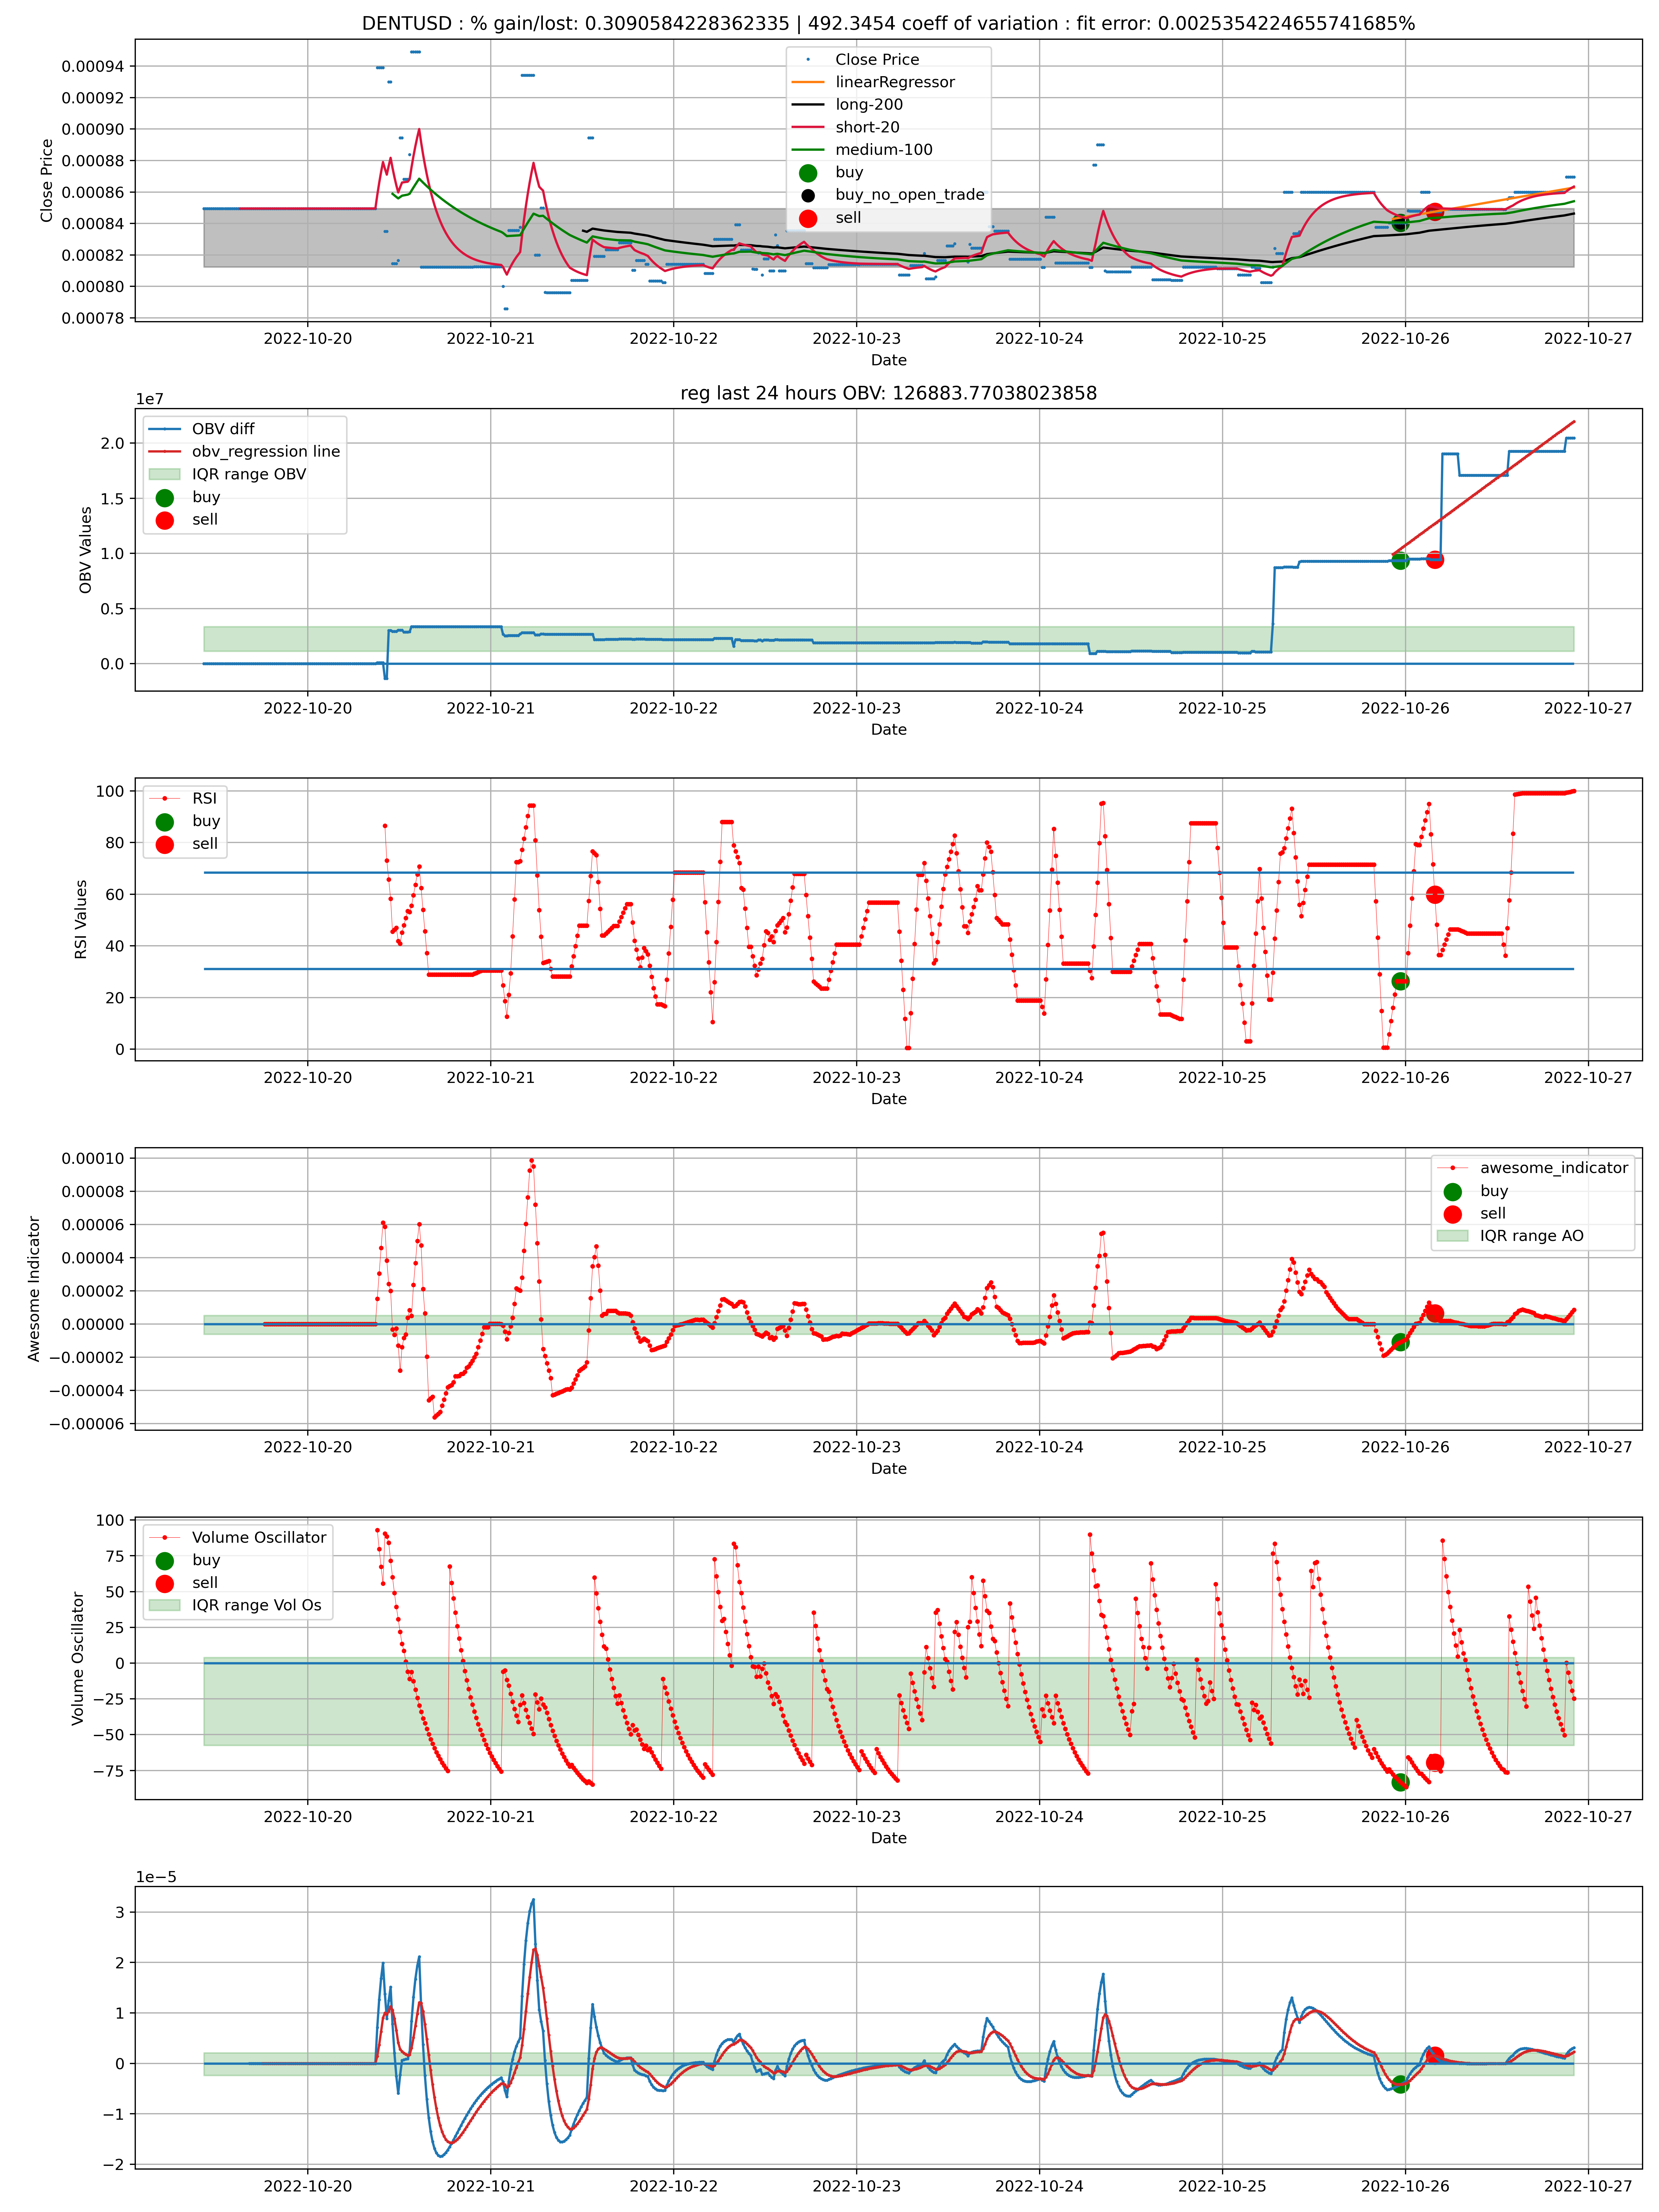 DENTUSD : % gain/lost: 0.3090584228362335 | 492.3454 coeff of variation : fit error: 0.0025354224655741685%
Close Price
0.00094
0.00092
0.00090
0.00088
0.00086
0.00084
0.00082
0.00080
0.00078
Close Price
linearRegressor
long-200
short-20
medium-100
buy
buy_no_open_trade
sell
2022-10-20 2022-10-21 2022-10-22 2022-10-23 2022-10-24 2022-10-25 2022-10-26 2022-10-27
Date
reg last 24 hours OBV: 126883.77038023858
1e7
OBV Values
2.0
1.5
1.0
0.5
0.0
OBV diff
obv_regression line
IQR range OBV
buy
sell
2022-10-20 2022-10-21 2022-10-22 2022-10-23 2022-10-24 2022-10-25 2022-10-26 2022-10-27
Date
RSI Values
100
80
60
40
20
0
RSI
buy
sell
2022-10-20 2022-10-21 2022-10-22 2022-10-23 2022-10-24 2022-10-25 2022-10-26 2022-10-27
Date
Awesome Indicator
0.00010
0.00008
0.00006
0.00004
0.00002
0.00000
−0.00002
−0.00004
−0.00006
awesome_indicator
buy
sell
IQR range AO
2022-10-20 2022-10-21 2022-10-22 2022-10-23 2022-10-24 2022-10-25 2022-10-26 2022-10-27
Date
Volume Oscillator
100
75
50
25
0
−25
−50
−75
Volume Oscillator
buy
sell
IQR range Vol Os
2022-10-20 2022-10-21 2022-10-22 2022-10-23 2022-10-24 2022-10-25 2022-10-26 2022-10-27
Date
1e−5
3
2
1
0
−1
−2
2022-10-20 2022-10-21 2022-10-22 2022-10-23 2022-10-24 2022-10-25 2022-10-26 2022-10-27